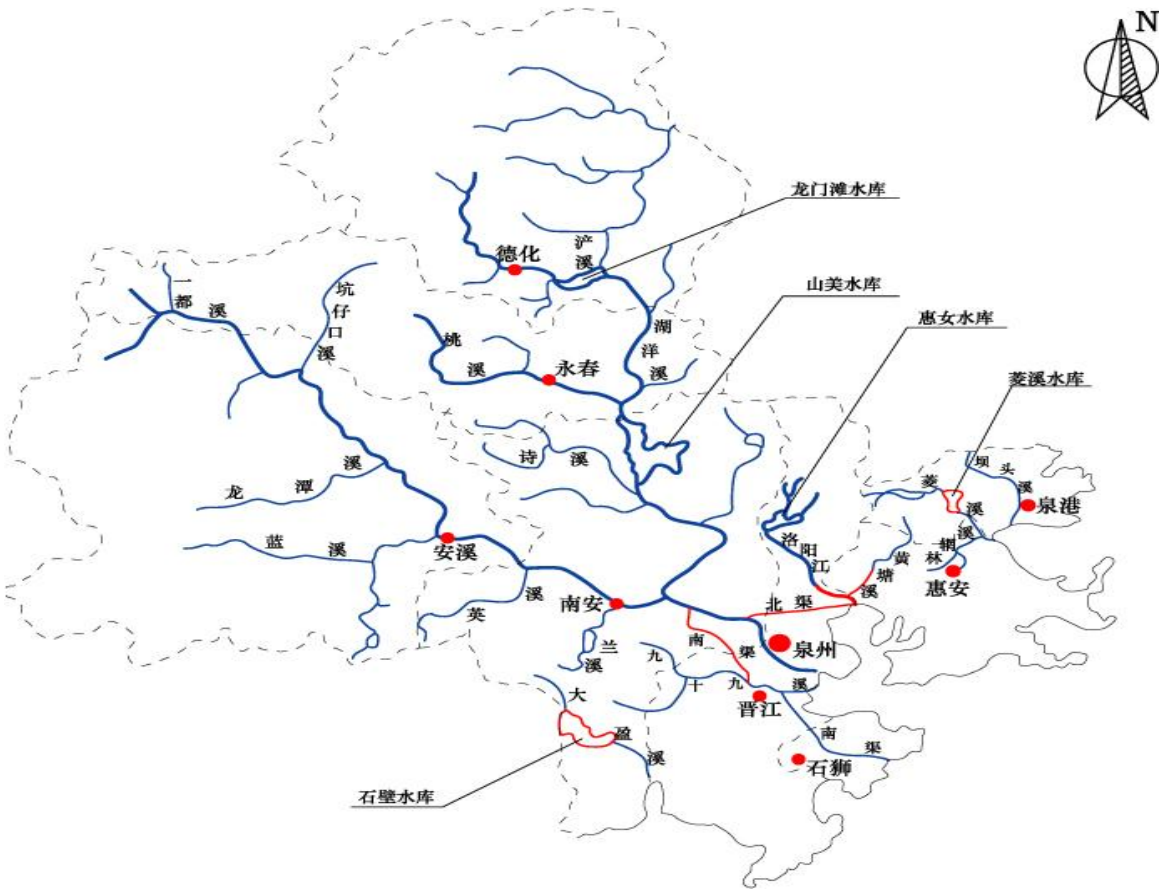 N
龙门滩水库
浐溪
德化
山美水库
一都溪
坑仔口溪
湖洋溪
惠女水库
桃溪
永春
菱溪水库
诗溪
坝头溪
菱溪
泉港
龙潭溪
洛阳江
黄塘溪
林辋溪
惠安
蓝溪
安溪
英溪
南安
北渠
兰溪
南渠
泉州
九十九溪
大盈溪
晋江
南渠
石狮
石壁水库